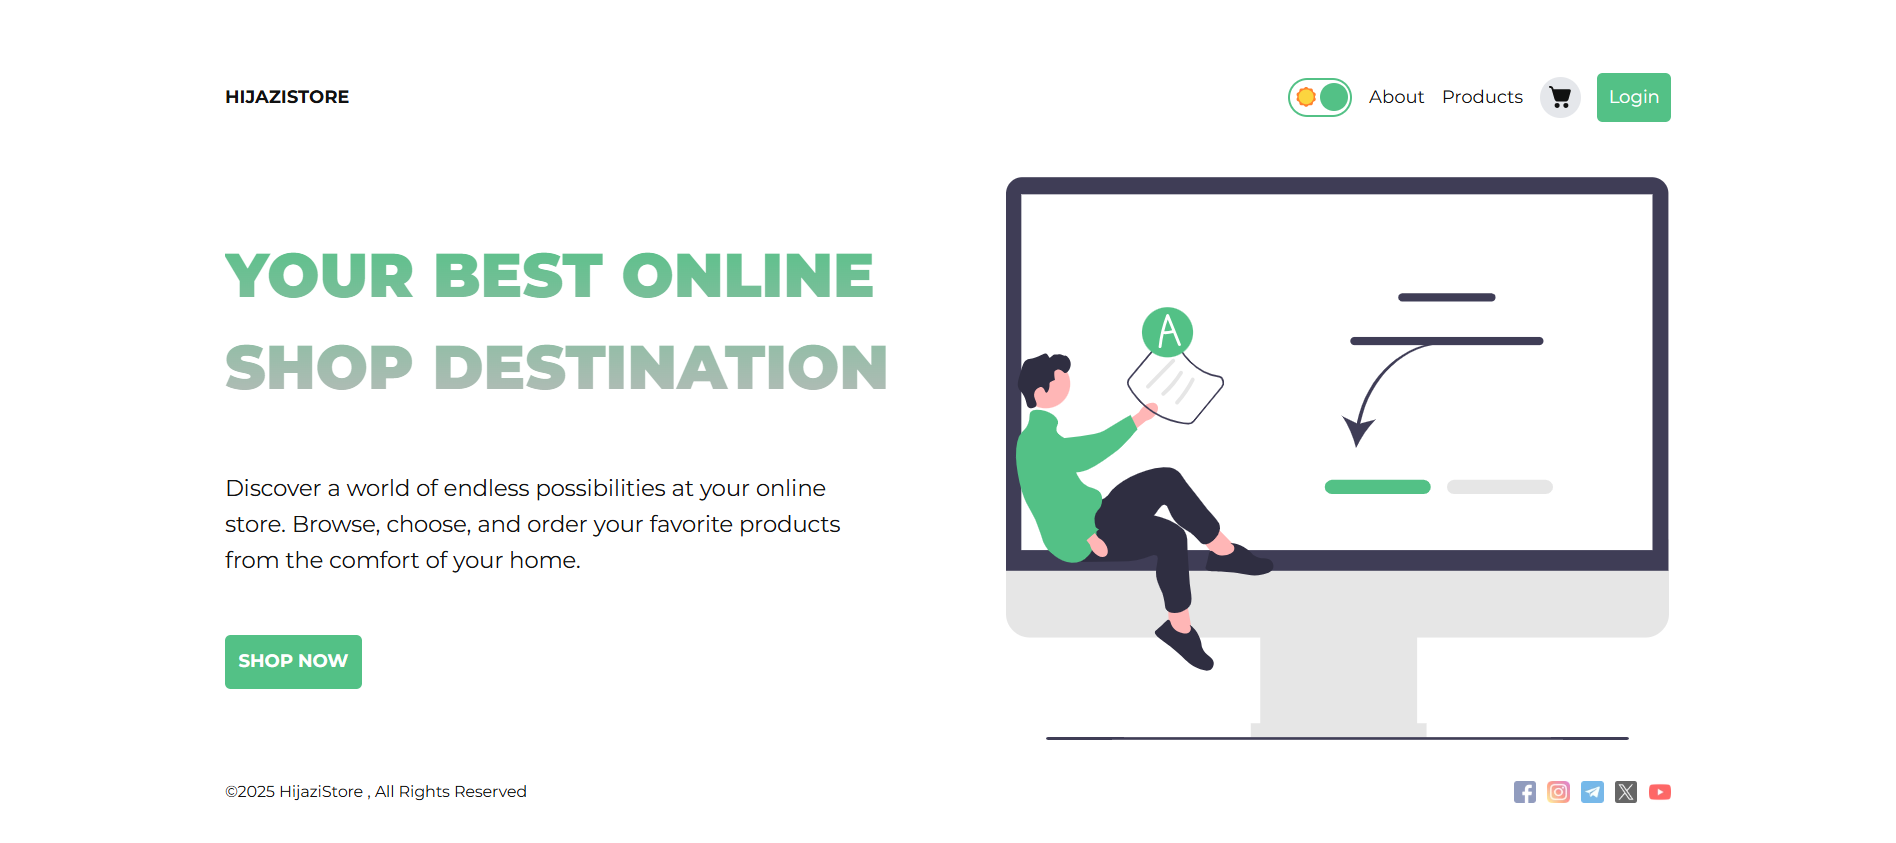 HIJAZISTORE
About
Products
Login
YOUR BEST ONLINE
SHOP DESTINATION
A
Discover a world of endless possibilities at your online
store. Browse, choose, and order your favorite products
from the comfort of your home.
SHOP NOW
©2025 HijaziStore , All Rights Reserved